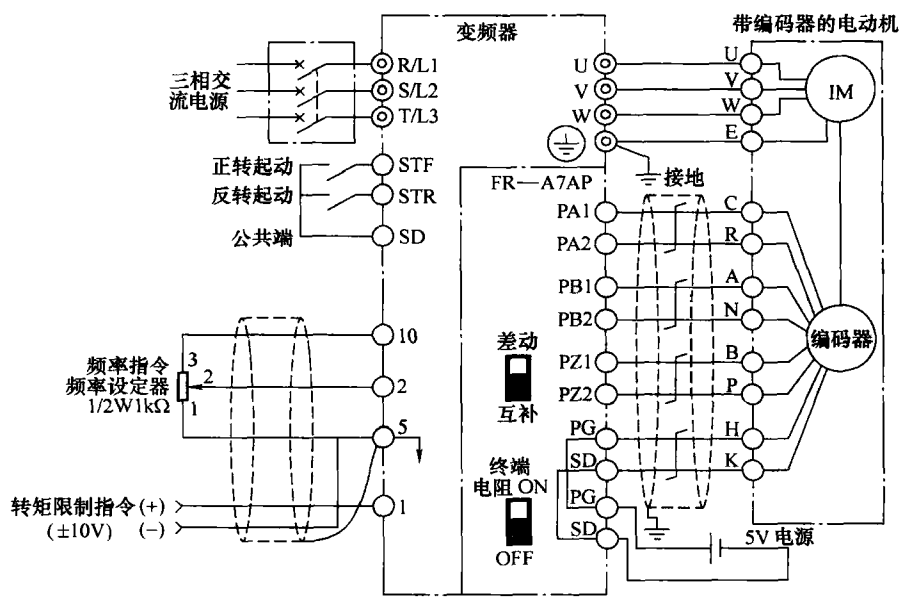 变频器
带编码器的电动机
三相交
流电源
R/L1
S/L2
T/L3
U
V
W
U
V
W
E
IM
正转起动
STF
反转起动
STR
公共端
SD
FR—A7AP
接地
PA1
C
PA2
R
PB1
A
PB2
N
PZ1
B
PZ2
P
PG
H
SD
K
PG
SD
编码器
差动
互补
终端
电阻 ON
OFF
5V 电源
频率指令
频率设定器
1/2W1kΩ
3
2
1
10
2
5
1
转矩限制指令 (+)
(±10V) (−)